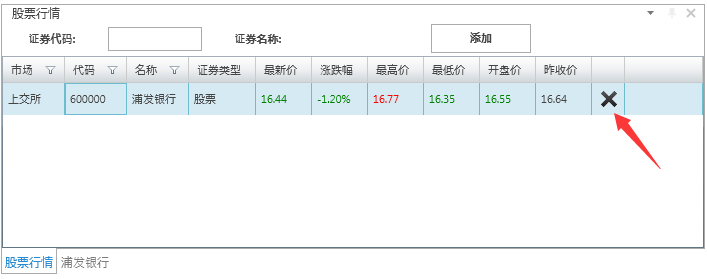 股票行情
证券代码: 证券名称: 添加
市场 代码 名称 证券类型 最新价 涨跌幅 最高价 最低价 开盘价 昨收价
上交所 600000 浦发银行 股票 16.44 -1.20% 16.77 16.35 16.55 16.64
股票行情 浦发银行